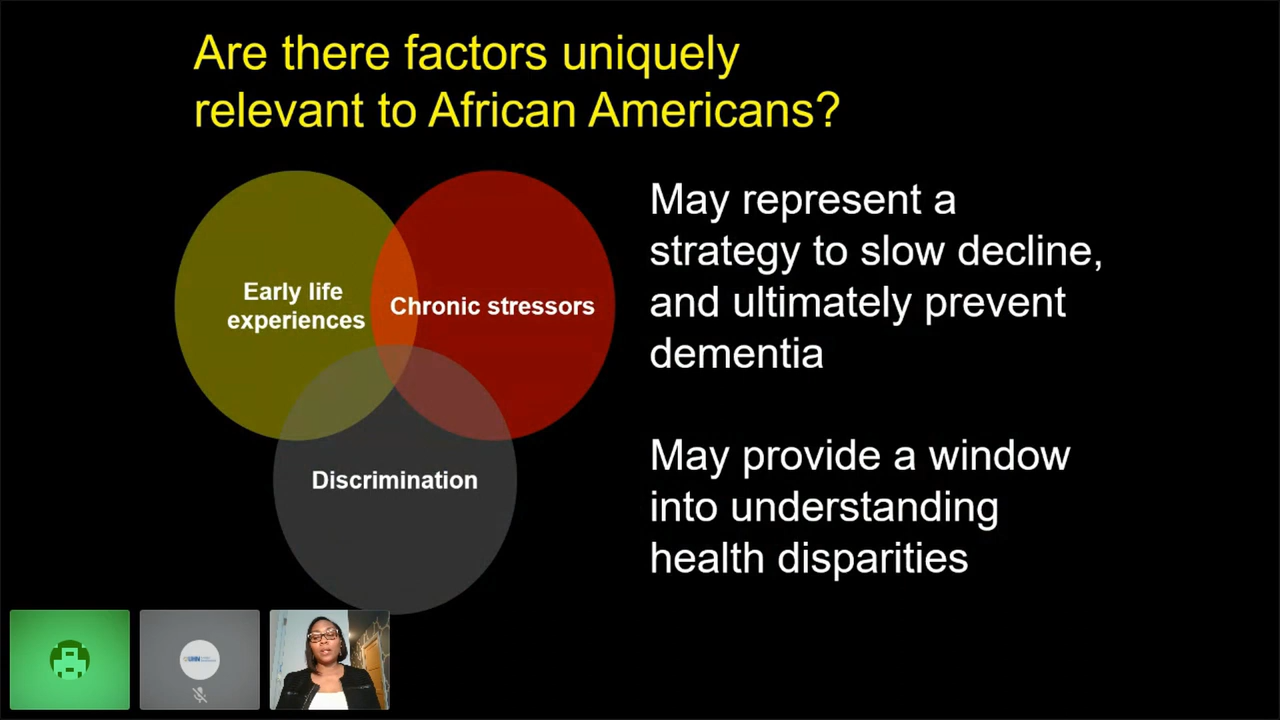 Are there factors uniquely
relevant to African Americans?
Early life
experiences
Chronic stressors
Discrimination
May represent a
strategy to slow decline,
and ultimately prevent
dementia
May provide a window
into understanding
health disparities